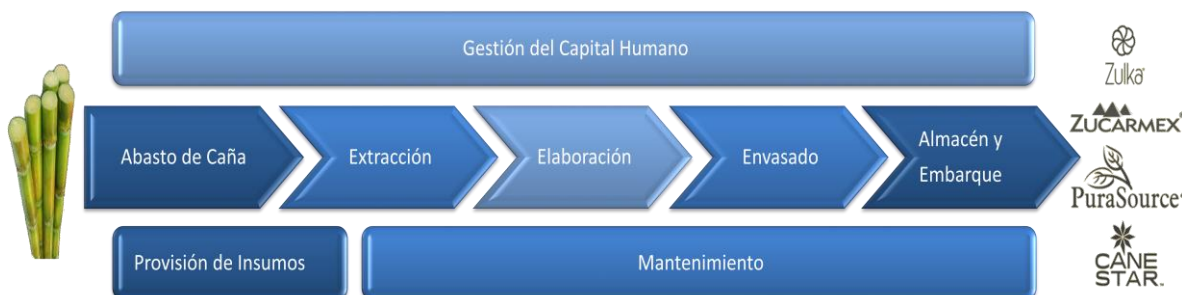 Gestión del Capital Humano
Abasto de Caña
Extracción
Elaboración
Envasado
Almacén y
Embarque
Provisión de Insumos
Mantenimiento
Zulka
ZUCARMEX
PuraSource
CANE
STAR